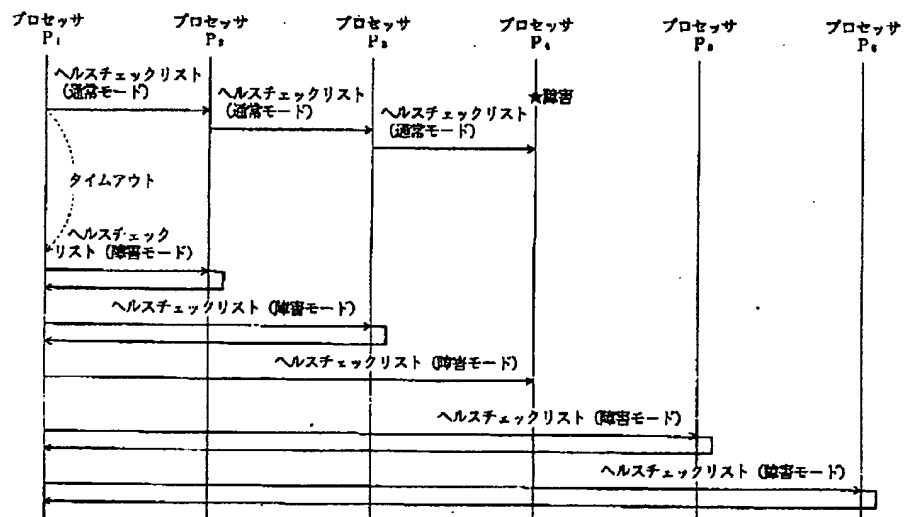 プロセッサ
P₁
プロセッサ
P₂
プロセッサ
P₃
プロセッサ
P₄
プロセッサ
P₅
プロセッサ
P₆
ヘルスチェックリスト
(通常モード)
ヘルスチェックリスト
(通常モード)
ヘルスチェックリスト
(通常モード)
★障害
タイムアウト
ヘルスチェック
リスト (障害モード)
ヘルスチェックリスト (障害モード)
ヘルスチェックリスト (障害モード)
ヘルスチェックリスト (障害モード)
ヘルスチェックリスト (障害モード)